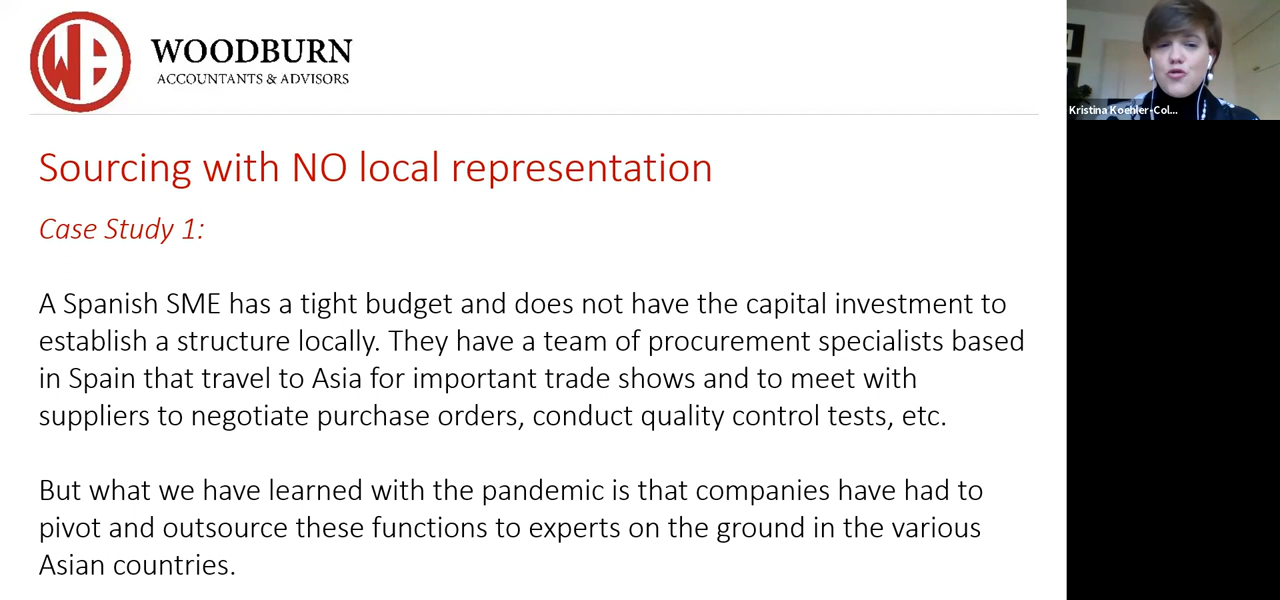 WOODBURN
ACCOUNTANTS & ADVISORS
Kristina Koehler-Col...
Sourcing with NO local representation
Case Study 1:
A Spanish SME has a tight budget and does not have the capital investment to
establish a structure locally. They have a team of procurement specialists based
in Spain that travel to Asia for important trade shows and to meet with
suppliers to negotiate purchase orders, conduct quality control tests, etc.
But what we have learned with the pandemic is that companies have had to
pivot and outsource these functions to experts on the ground in the various
Asian countries.